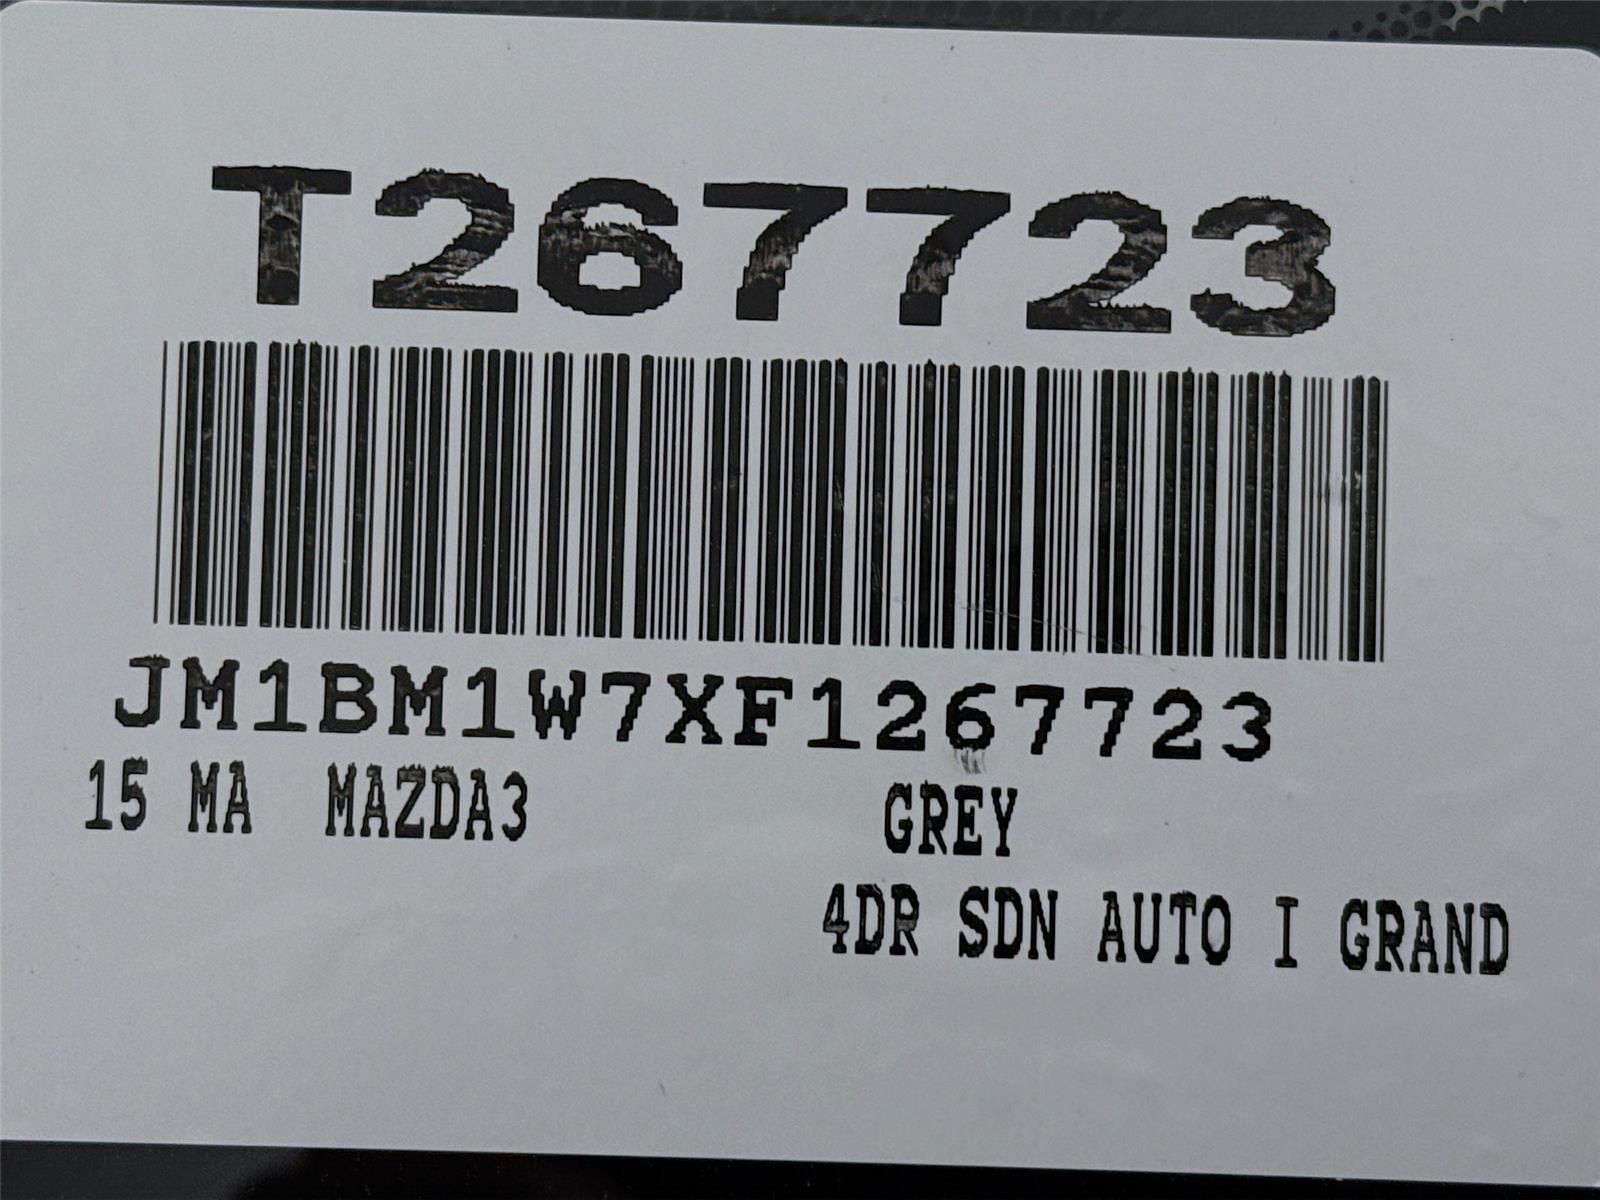 T267723
JM1BM1W7XF1267723
15 MA MAZDA3 GREY
4DR SDN AUTO I GRAND